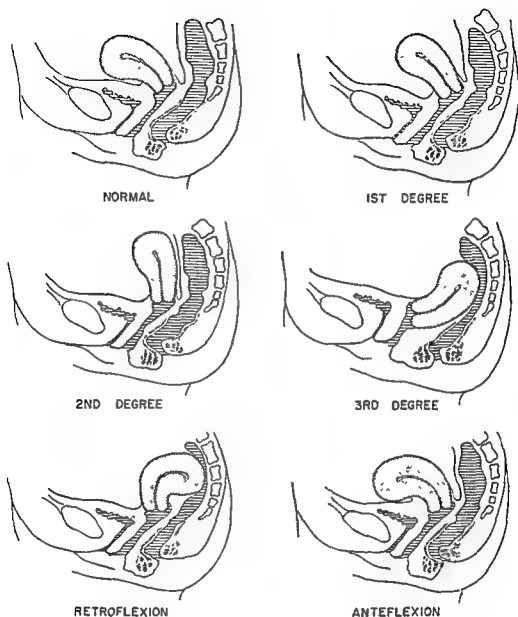 NORMAL
1ST DEGREE
2ND DEGREE
3RD DEGREE
RETROFLEXION
ANTEFLEXION